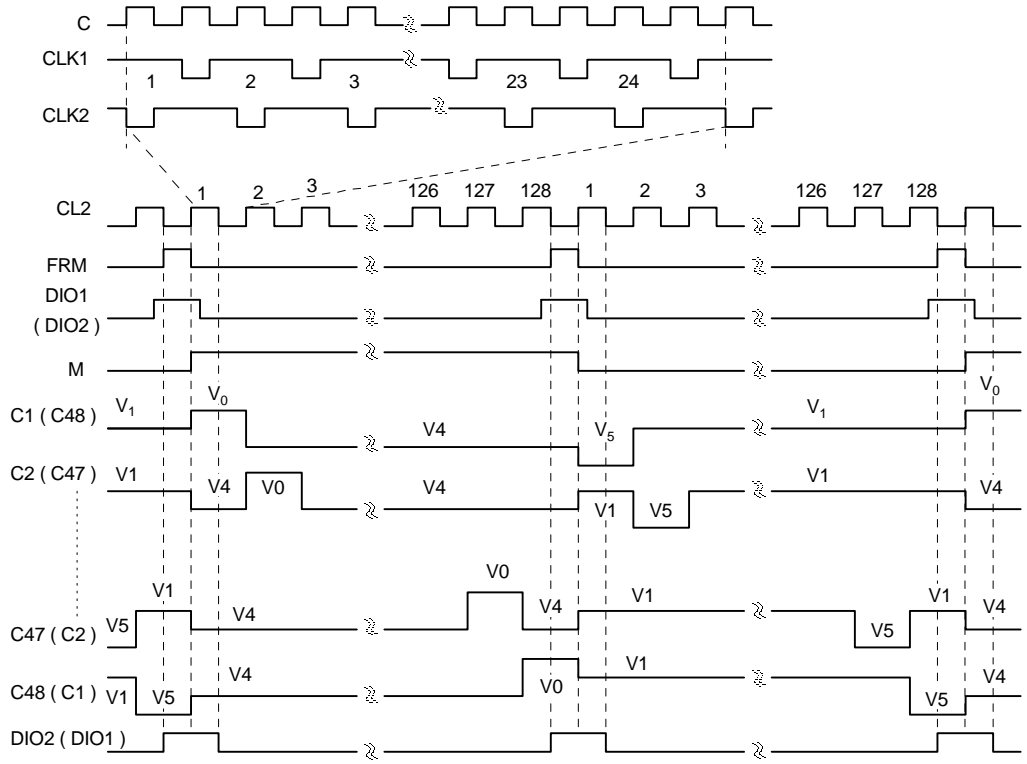 C
CLK1
1 2 3 23 24
CLK2
1 2 3 126 127 128 1 2 3 126 127 128
CL2
FRM
DIO1
( DIO2 )
M
V0 V0
C1 ( C48 ) V1 V4 V5 V1
C2 ( C47 ) V1 V4 V0 V4 V1 V5 V1 V4
V0
V1 V4 V4 V1 V1 V4
C47 ( C2 ) V5 V5
V4 V1 V4
C48 ( C1 ) V1 V5 V0 V5
DIO2 ( DIO1 )